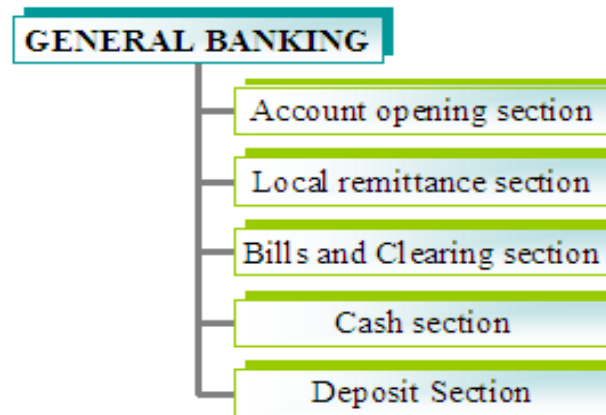 GENERAL BANKING
Account opening section
Local remittance section
Bills and Clearing section
Cash section
Deposit Section